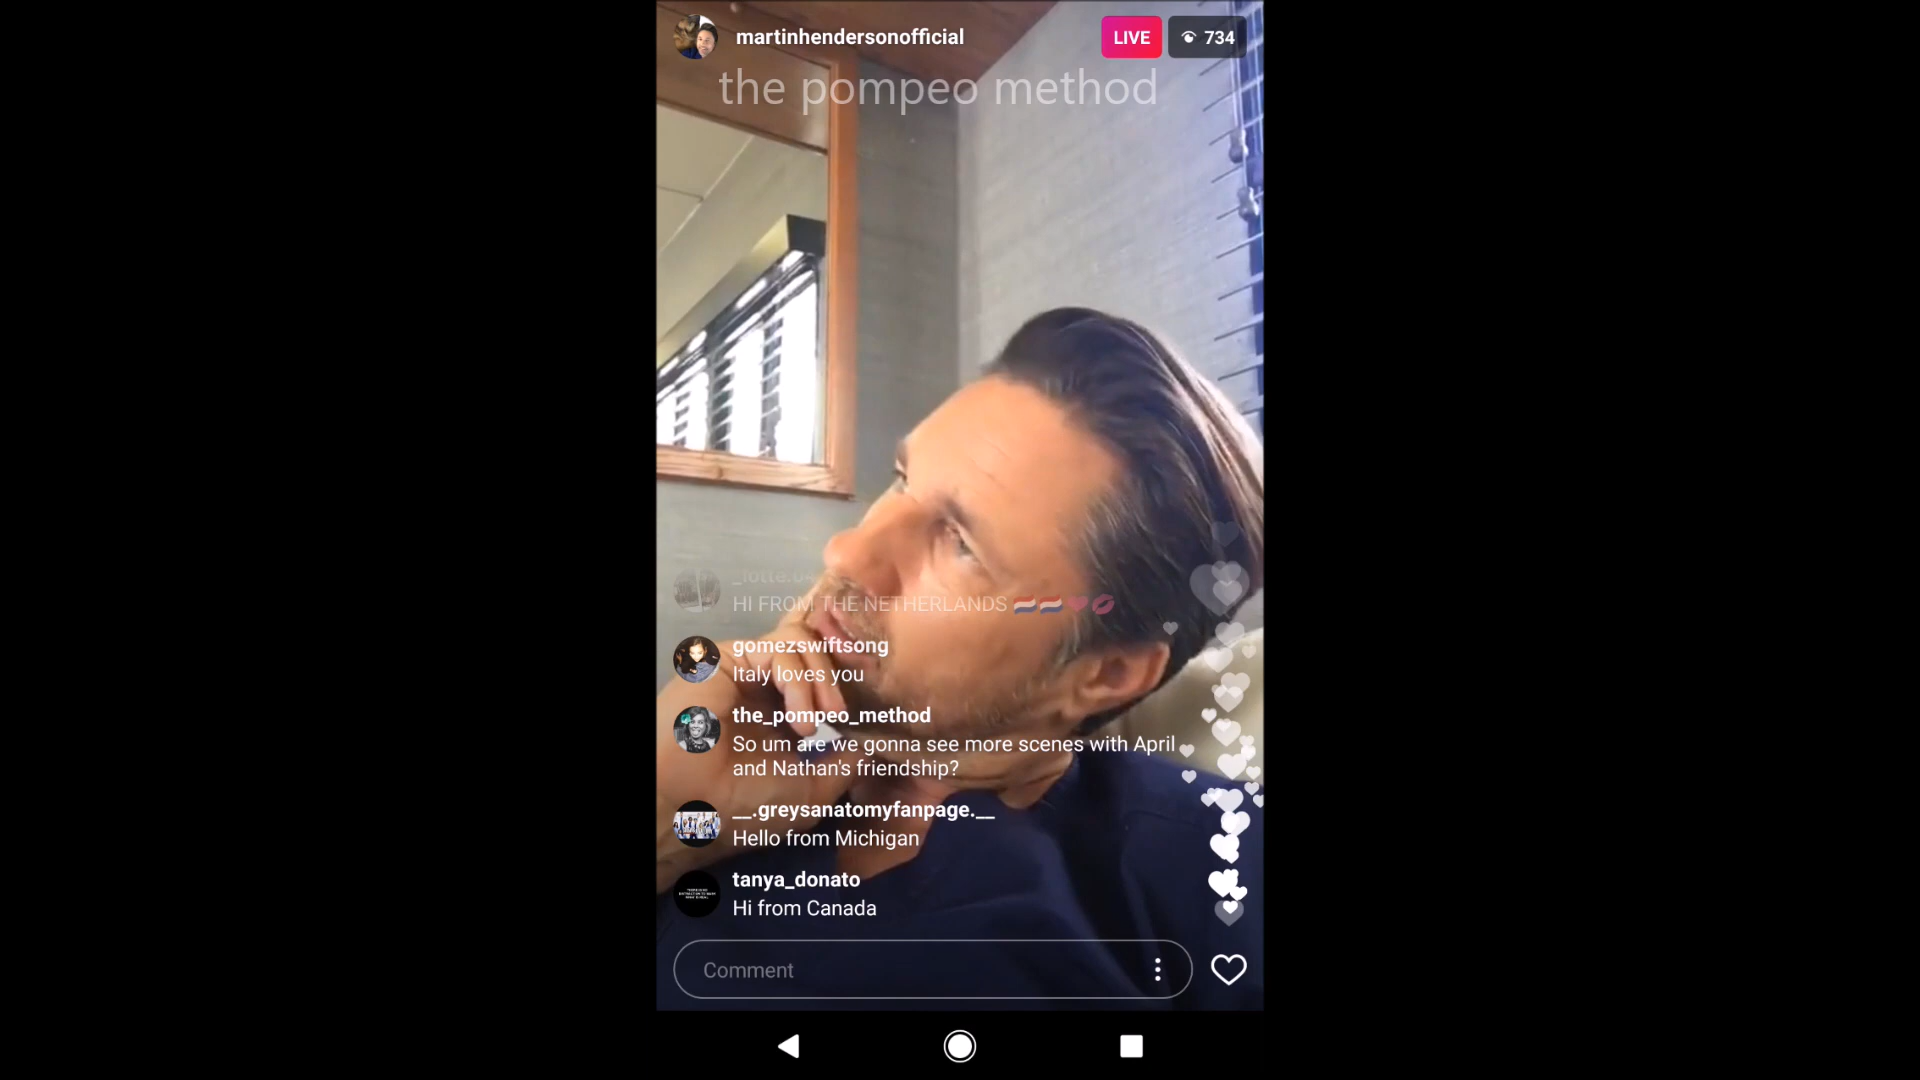 martinhendersonofficial
LIVE
734
the pompeo method
HI FROM THE NETHERLANDS 🇳🇱🇳🇱❤️💋
gomezswiftsong
Italy loves you
the_pompeo_method
So um are we gonna see more scenes with April
and Nathan's friendship?
__.greysanatomyfanpage.__
Hello from Michigan
tanya_donato
Hi from Canada
Comment